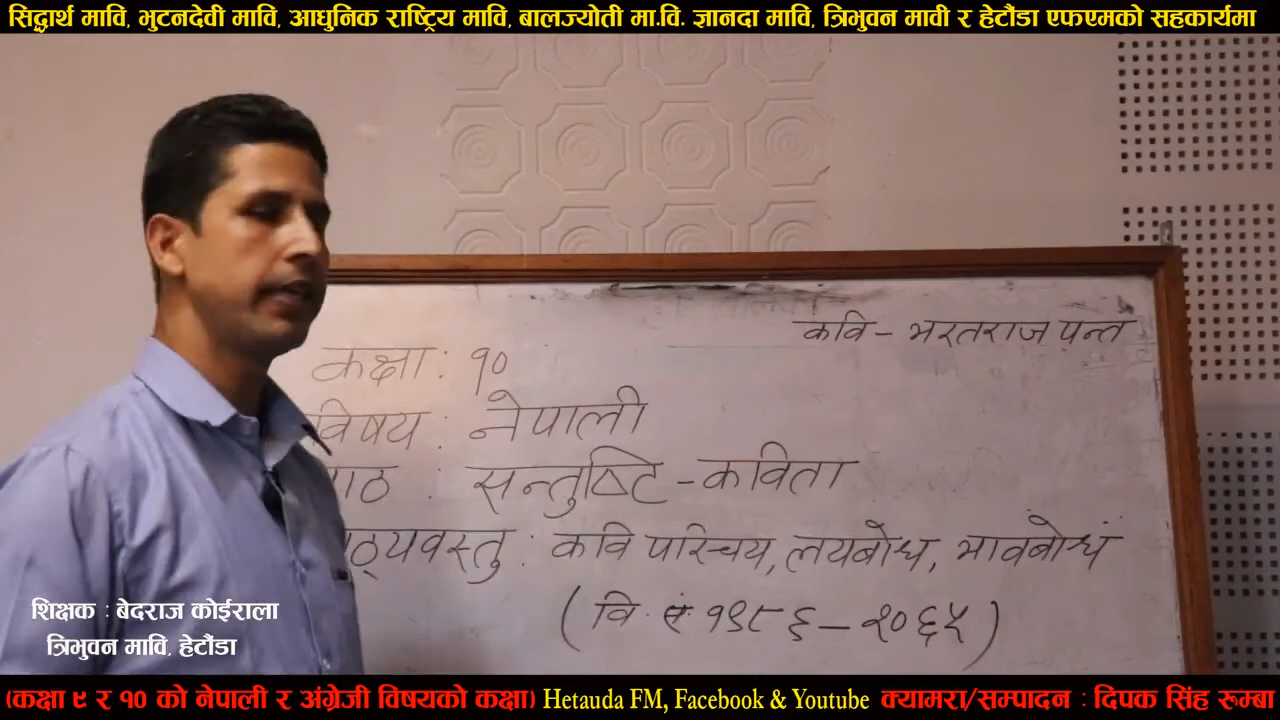 सिद्धार्थ मावि, भुटनदेवी मावि, आधुनिक राष्ट्रिय मावि, बालज्योती मा.वि. ज्ञानदा मावि, त्रिभुवन मावी र हेटौंडा एफएमको सहकार्यमा
कवि - भरतराज पन्त
कक्षा : १०
विषय : नेपाली
पाठ : सन्तुष्टि - कविता
ठ्यवस्तु : कवि परिचय, लयबोध, भावबोध
(वि. सं. १९८६ - २०६५)
शिक्षक : बेदराज कोईराला
त्रिभुवन मावि, हेटौंडा
(कक्षा ९ र १० को नेपाली र अंग्रेजी विषयको कक्षा) Hetauda FM, Facebook & Youtube क्यामरा/सम्पादन : दिपक सिंह रुम्बा